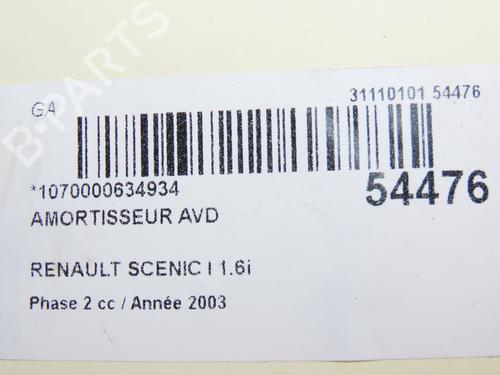 GA
31110101 54476
*1070000634934
54476
AMORTISSEUR AVD
RENAULT SCENIC I 1.6i
Phase 2 cc / Année 2003
B-PARTS